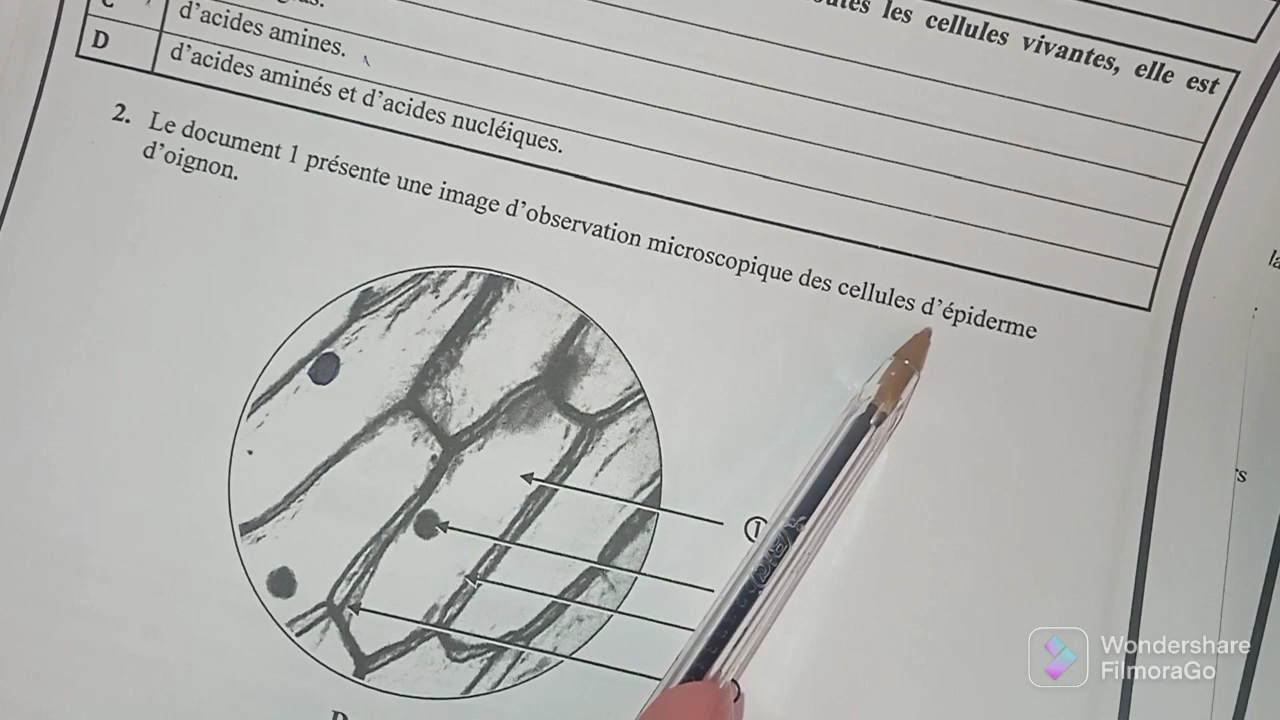 les cellules vivantes, elle est
C
d'acides amines.
D
d'acides aminés et d'acides nucléiques.
2. Le document 1 présente une image d'observation microscopique des cellules d'épiderme
d'oignon.
①
Wondershare
FilmoraGo